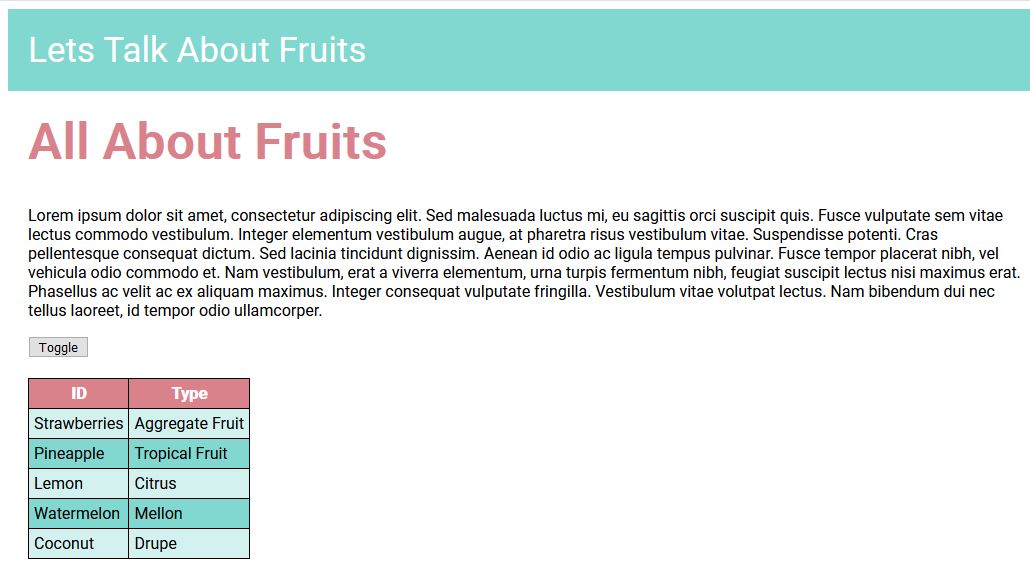 Lets Talk About Fruits
All About Fruits
Lorem ipsum dolor sit amet, consectetur adipiscing elit. Sed malesuada luctus mi, eu sagittis orci suscipit quis. Fusce vulputate sem vitae
lectus commodo vestibulum. Integer elementum vestibulum augue, at pharetra risus vestibulum vitae. Suspendisse potenti. Cras
pellentesque consequat dictum. Sed lacinia tincidunt dignissim. Aenean id odio ac ligula tempus pulvinar. Fusce tempor placerat nibh, vel
vehicula odio commodo et. Nam vestibulum, erat a viverra elementum, urna turpis fermentum nibh, feugiat suscipit lectus nisi maximus erat.
Phasellus ac velit ac ex aliquam maximus. Integer consequat vulputate fringilla. Vestibulum vitae volutpat lectus. Nam bibendum dui nec
tellus laoreet, id tempor odio ullamcorper.
Toggle
ID Type
Strawberries Aggregate Fruit
Pineapple Tropical Fruit
Lemon Citrus
Watermelon Mellon
Coconut Drupe